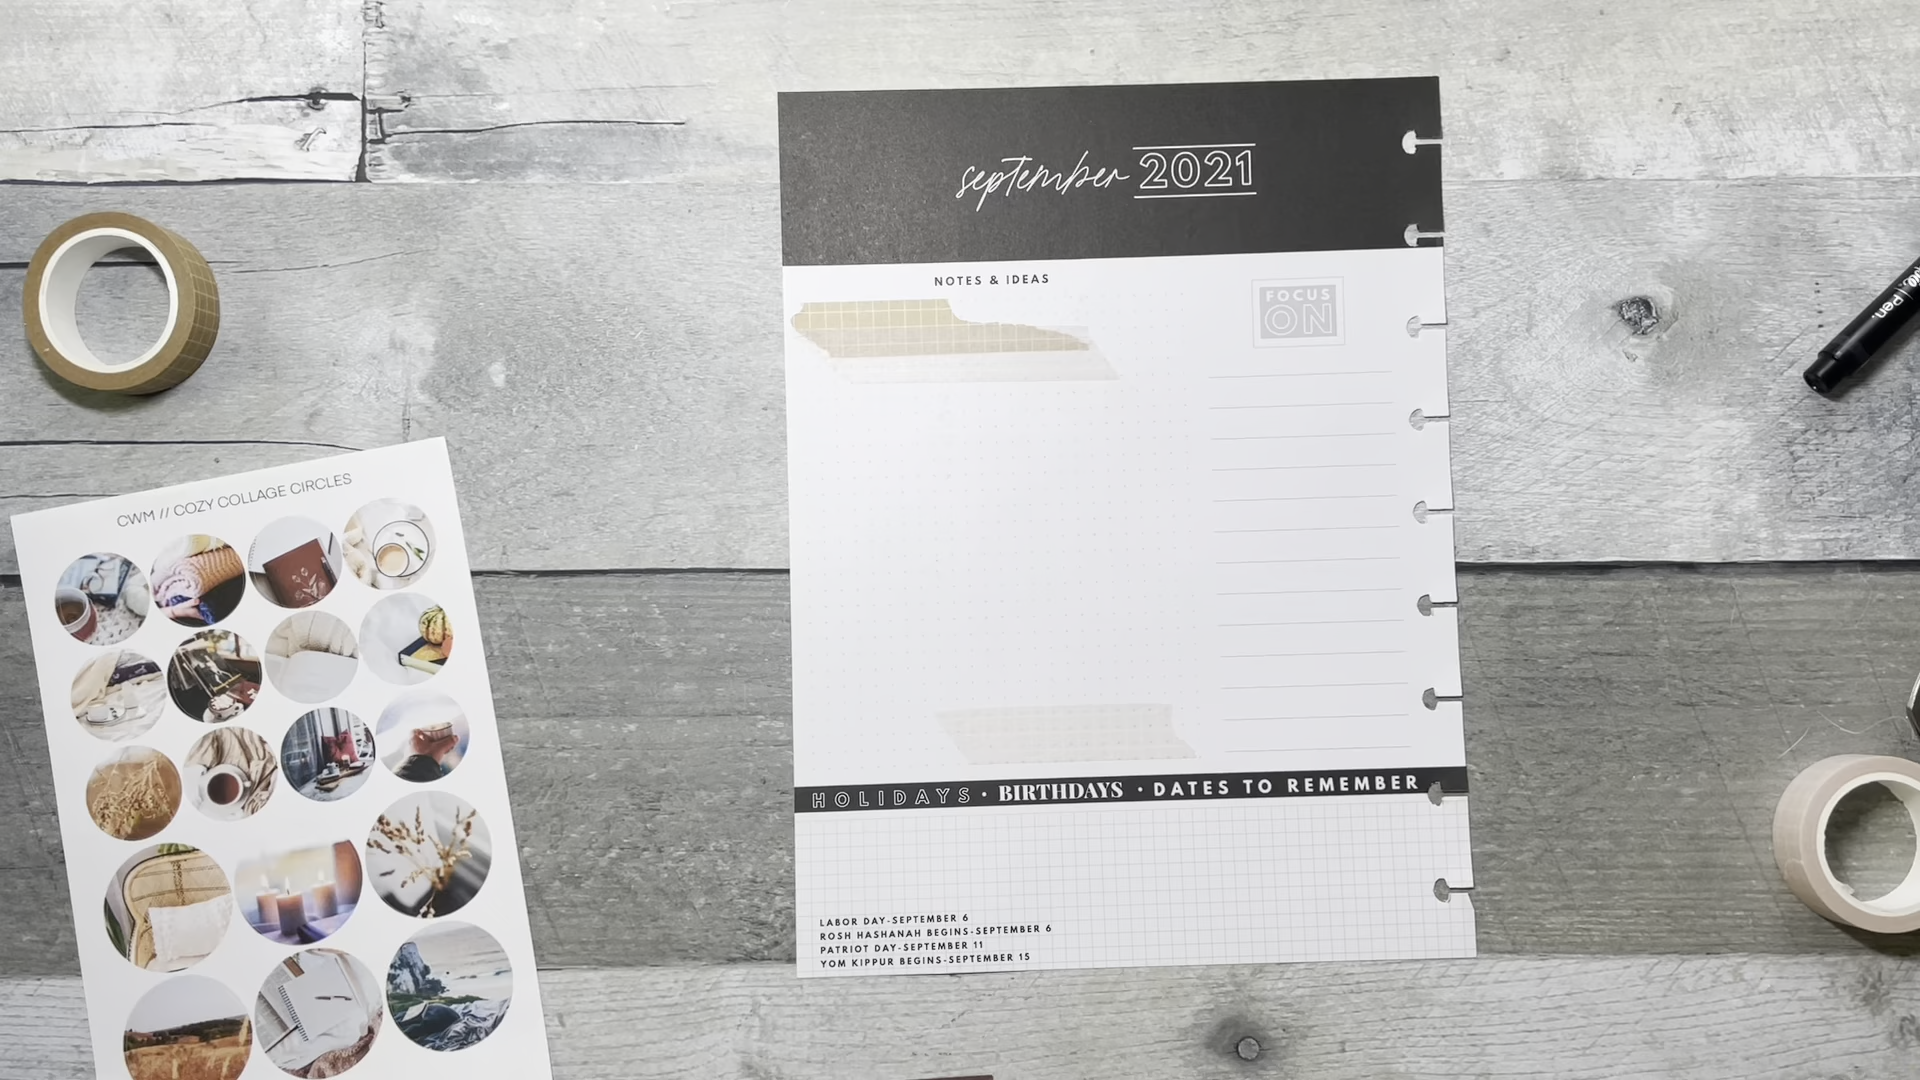 september 2021
NOTES & IDEAS
FOCUS
ON
HOLIDAYS · BIRTHDAYS · DATES TO REMEMBER
LABOR DAY-SEPTEMBER 6
ROSH HASHANAH BEGINS-SEPTEMBER 6
PATRIOT DAY-SEPTEMBER 11
YOM KIPPUR BEGINS-SEPTEMBER 15
CWM // COZY COLLAGE CIRCLES
Pen.